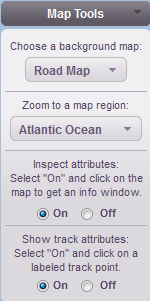 Map Tools
Choose a background map:
Road Map
Zoom to a map region:
Atlantic Ocean
Inspect attributes:
Select "On" and click on the
map to get an info window.
On Off
Show track attributes:
Select "On" and click on a
labeled track point.
On Off